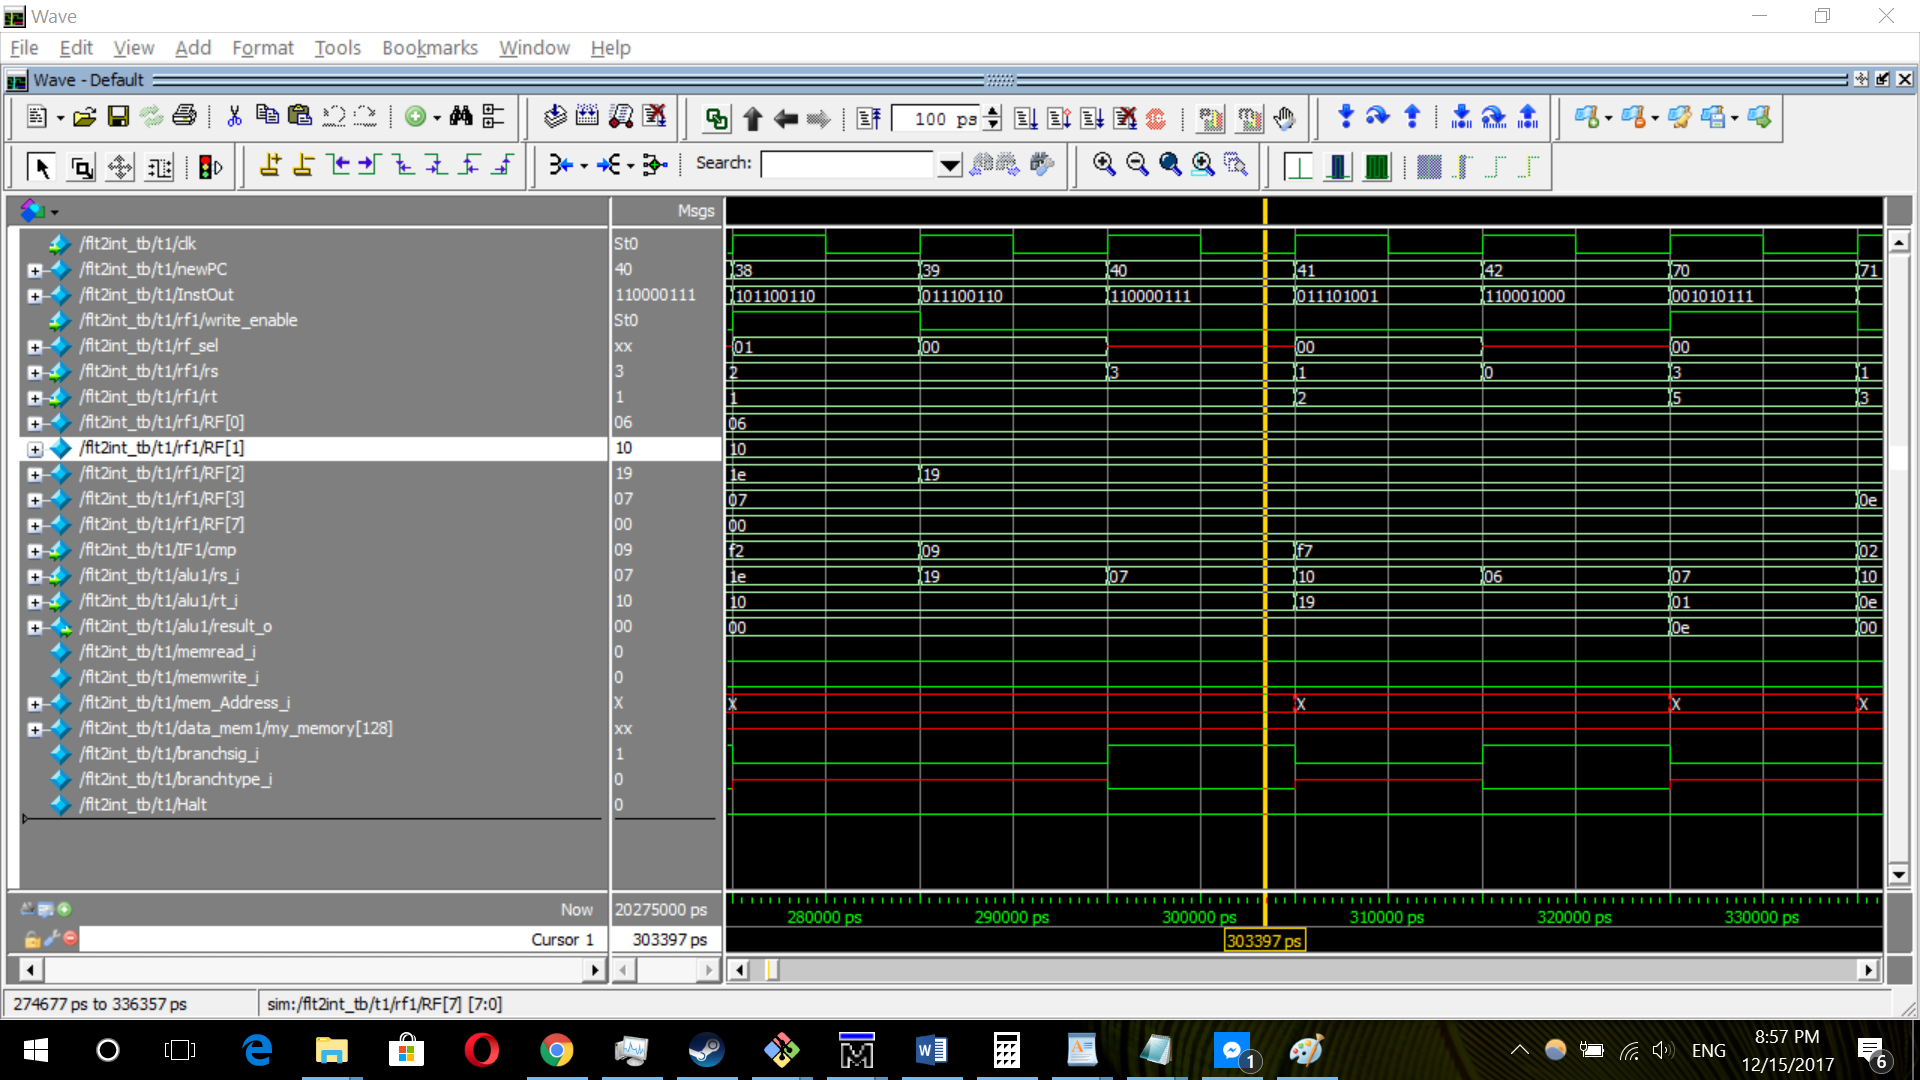 Wave
File Edit View Add Format Tools Bookmarks Window Help
Wave - Default
100 ps
Search:
Msgs
/flt2int_tb/t1/clk St0
/flt2int_tb/t1/newPC 40 38 39 40 41 42 70 71
/flt2int_tb/t1/InstOut 110000111 101100110 011100110 110000111 011101001 110001000 001010111
/flt2int_tb/t1/rf1/write_enable St0
/flt2int_tb/t1/rf_sel xx 01 00 00 00
/flt2int_tb/t1/rf1/rs 3 2 3 1 0 3 1
/flt2int_tb/t1/rf1/rt 1 1 2 5 3
/flt2int_tb/t1/rf1/RF[0] 06 06
/flt2int_tb/t1/rf1/RF[1] 10 10
/flt2int_tb/t1/rf1/RF[2] 19 1e 19
/flt2int_tb/t1/rf1/RF[3] 07 07 0e
/flt2int_tb/t1/rf1/RF[7] 00 00
/flt2int_tb/t1/IF1/cmp 09 f2 09 f7 02
/flt2int_tb/t1/alu1/rs_i 07 1e 19 07 10 06 07 10
/flt2int_tb/t1/alu1/rt_i 10 10 19 01 0e
/flt2int_tb/t1/alu1/result_o 00 00 0e 00
/flt2int_tb/t1/memread_i 0
/flt2int_tb/t1/memwrite_i 0
/flt2int_tb/t1/mem_Address_i X X X X X
/flt2int_tb/t1/data_mem1/my_memory[128] xx
/flt2int_tb/t1/branchsig_i 1
/flt2int_tb/t1/branchtype_i 0
/flt2int_tb/t1/Halt 0
Now 20275000 ps 280000 ps 290000 ps 300000 ps 310000 ps 320000 ps 330000 ps
Cursor 1 303397 ps 303397 ps
274677 ps to 336357 ps sim:/flt2int_tb/t1/rf1/RF[7] [7:0]
1 ENG 8:57 PM
12/15/2017 6